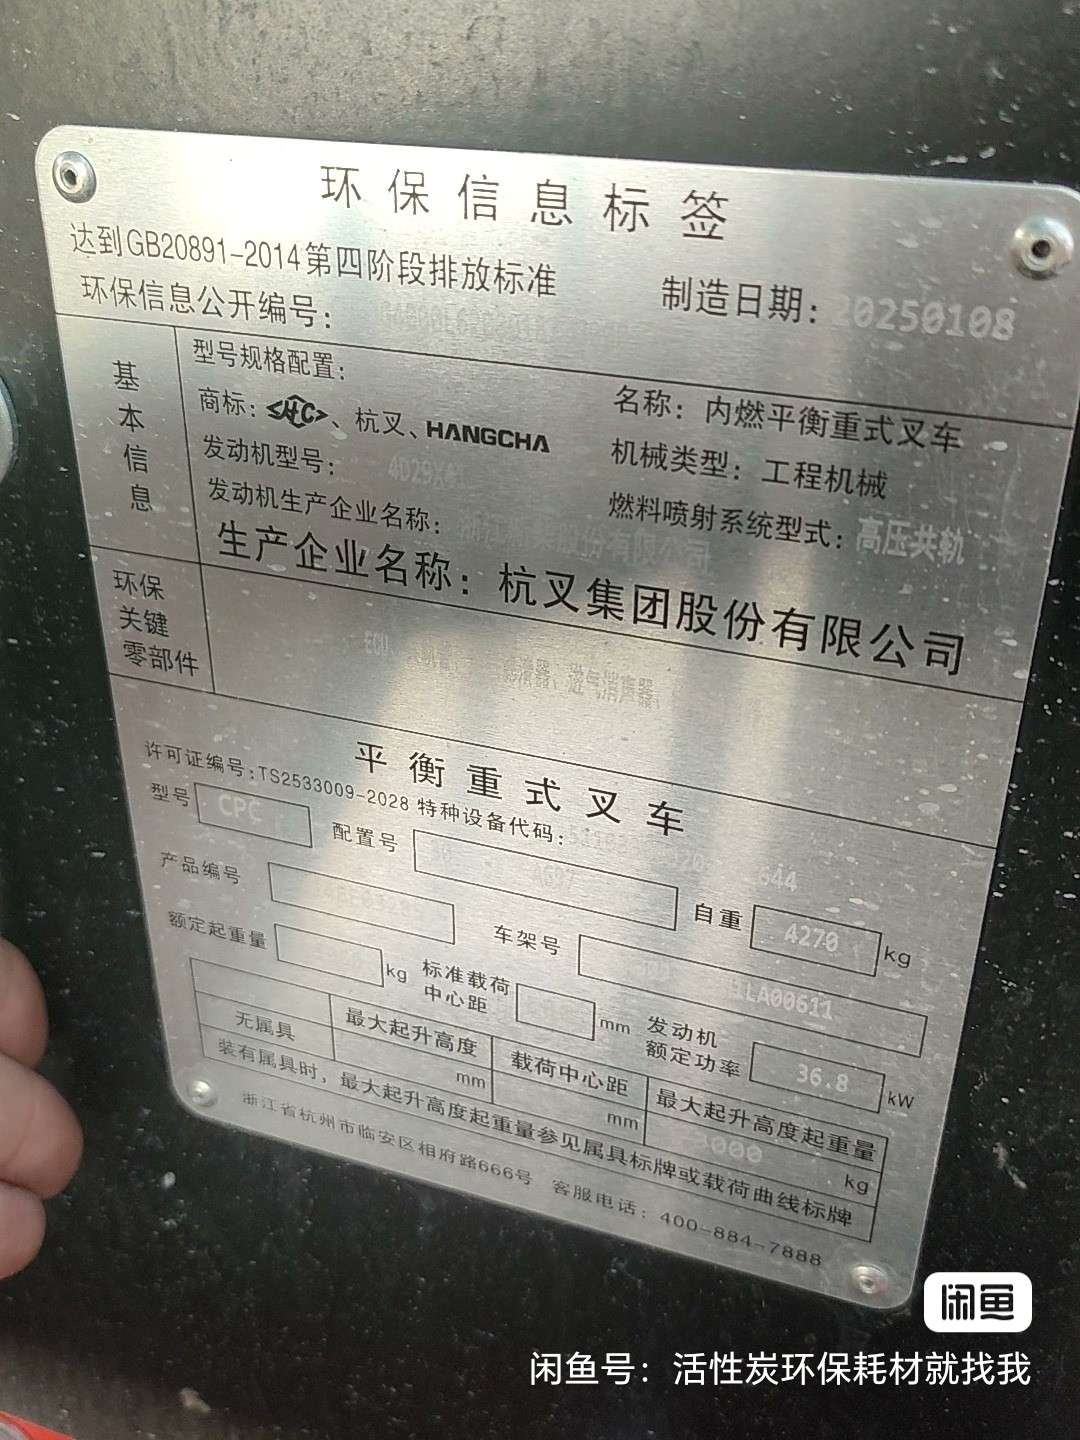 环保信息标签
达到GB20891-2014第四阶段排放标准
制造日期：20250108
环保信息公开编号：
基本信息
型号规格配置：
名称：内燃平衡重式叉车
商标：HC、杭叉、HANGCHA
机械类型：工程机械
发动机型号：
燃料喷射系统型式：高压共轨
发动机生产企业名称：股份有限公司
生产企业名称：杭叉集团股份有限公司
环保
关键
零部件
ECU
进气消声器
平衡重式叉车
许可证编号：TS2533009-2028 特种设备代码：
型号 CPC
配置号
自重 4270 kg
产品编号
车架号 1LA00611
额定起重量 kg
标准载荷
中心距 mm
发动机
额定功率 36.8 kW
无属具
最大起升高度 mm
载荷中心距 mm
最大起升高度起重量 kg
装有属具时，最大起升高度起重量参见属具标牌或载荷曲线标牌
浙江省杭州市临安区相府路666号 客服电话：400-884-7888
闲鱼
闲鱼号：活性炭环保耗材就找我